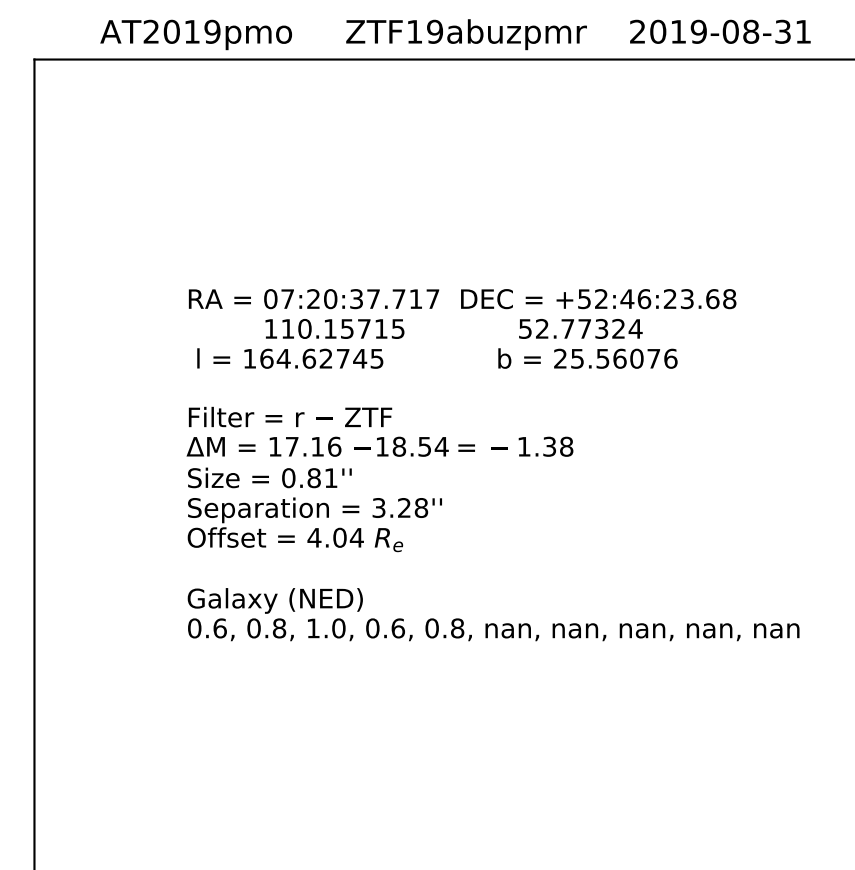 AT2019pmo ZTF19abuzpmr 2019-08-31
RA = 07:20:37.717 DEC = +52:46:23.68
110.15715 52.77324
l = 164.62745 b = 25.56076
Filter = r − ZTF
ΔM = 17.16 −18.54 = − 1.38
Size = 0.81''
Separation = 3.28''
Offset = 4.04 Rₑ
Galaxy (NED)
0.6, 0.8, 1.0, 0.6, 0.8, nan, nan, nan, nan, nan